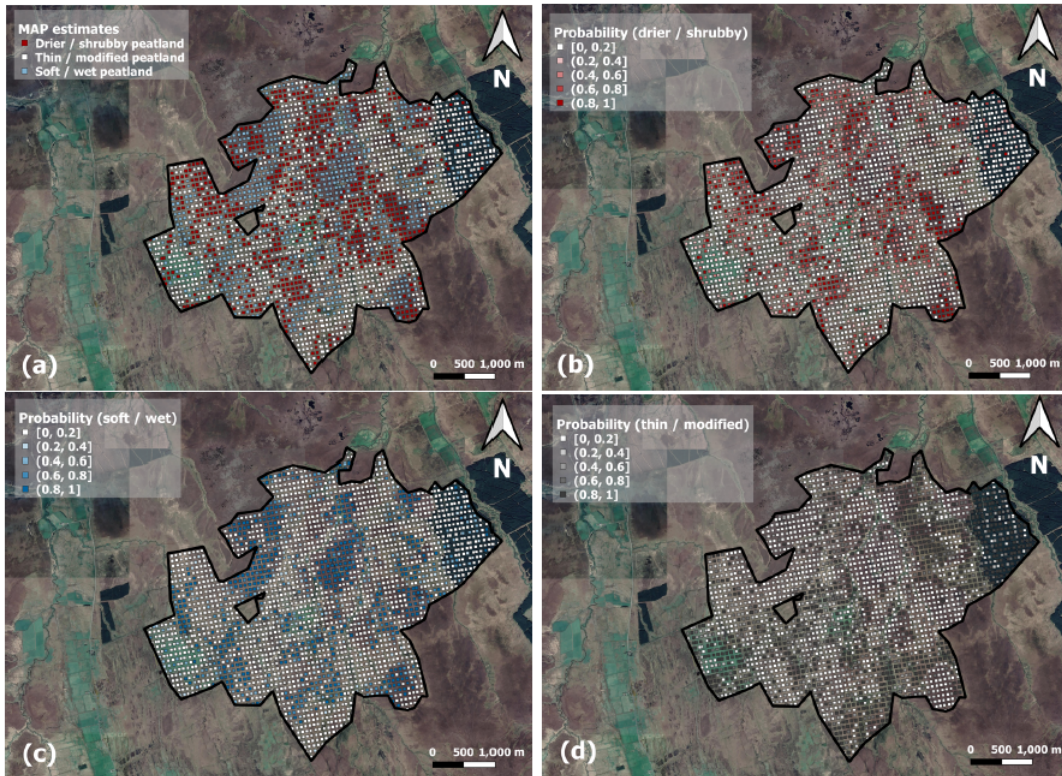 MAP estimates
Drier / shrubby peatland
Thin / modified peatland
Soft / wet peatland
N
(a)
0 500 1,000 m
Probability (drier / shrubby)
[0, 0.2]
(0.2, 0.4]
(0.4, 0.6]
(0.6, 0.8]
(0.8, 1]
N
(b)
0 500 1,000 m
Probability (soft / wet)
[0, 0.2]
(0.2, 0.4]
(0.4, 0.6]
(0.6, 0.8]
(0.8, 1]
N
(c)
0 500 1,000 m
Probability (thin / modified)
[0, 0.2]
(0.2, 0.4]
(0.4, 0.6]
(0.6, 0.8]
(0.8, 1]
N
(d)
0 500 1,000 m